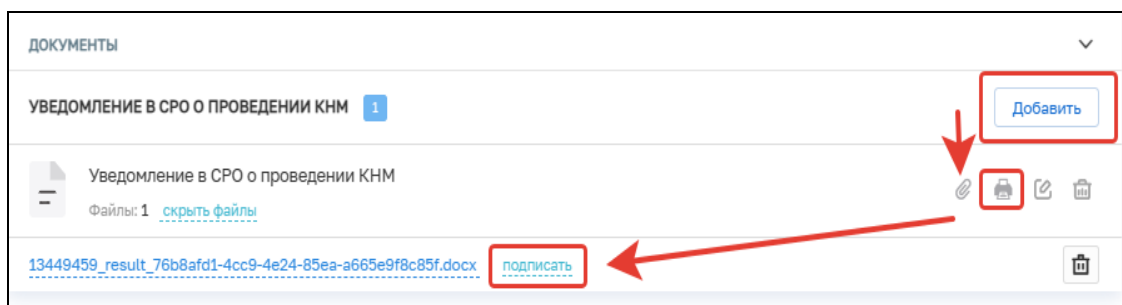 ДОКУМЕНТЫ
УВЕДОМЛЕНИЕ В СРО О ПРОВЕДЕНИИ КНМ 1 Добавить
Уведомление в СРО о проведении КНМ
Файлы: 1 скрыть файлы
13449459_result_76b8afd1-4cc9-4e24-85ea-a665e9f8c85f.docx подписать